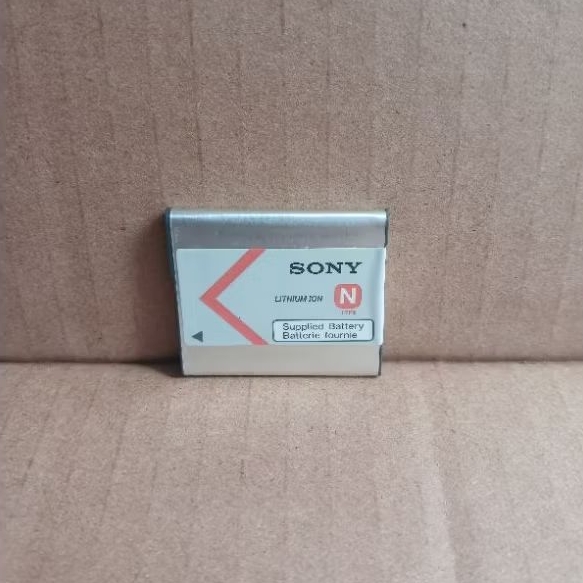 SONY
LITHIUM ION
N
TYPE
Supplied Battery
Batterie fournie